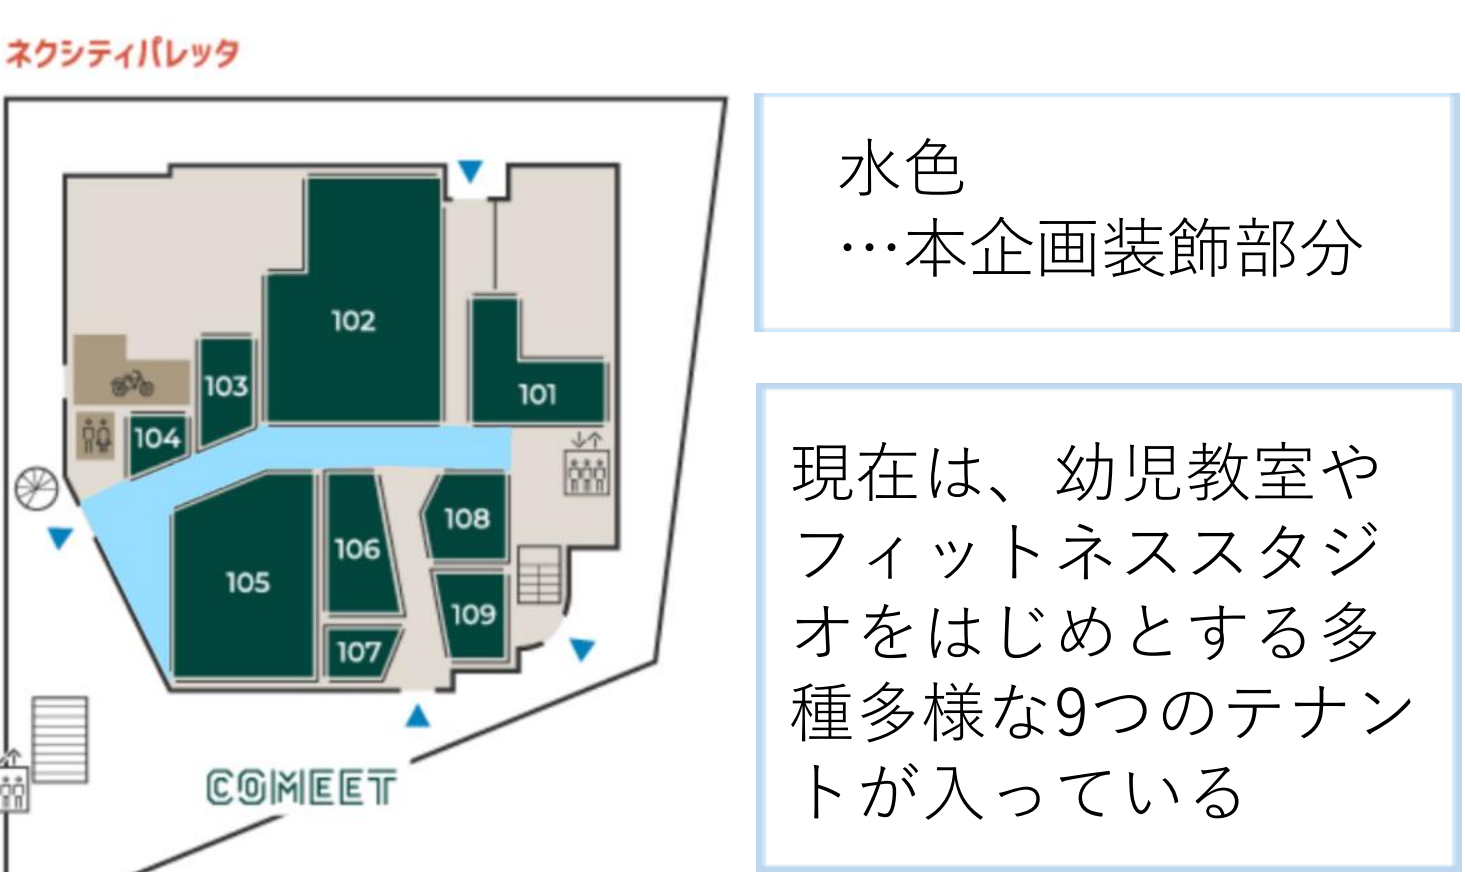 ネクシティパレッタ
水色
…本企画装飾部分
102
103
101
104
108
106
105
109
107
COMEET
現在は、幼児教室や
フィットネススタジ
オをはじめとする多
種多様な9つのテナン
トが入っている